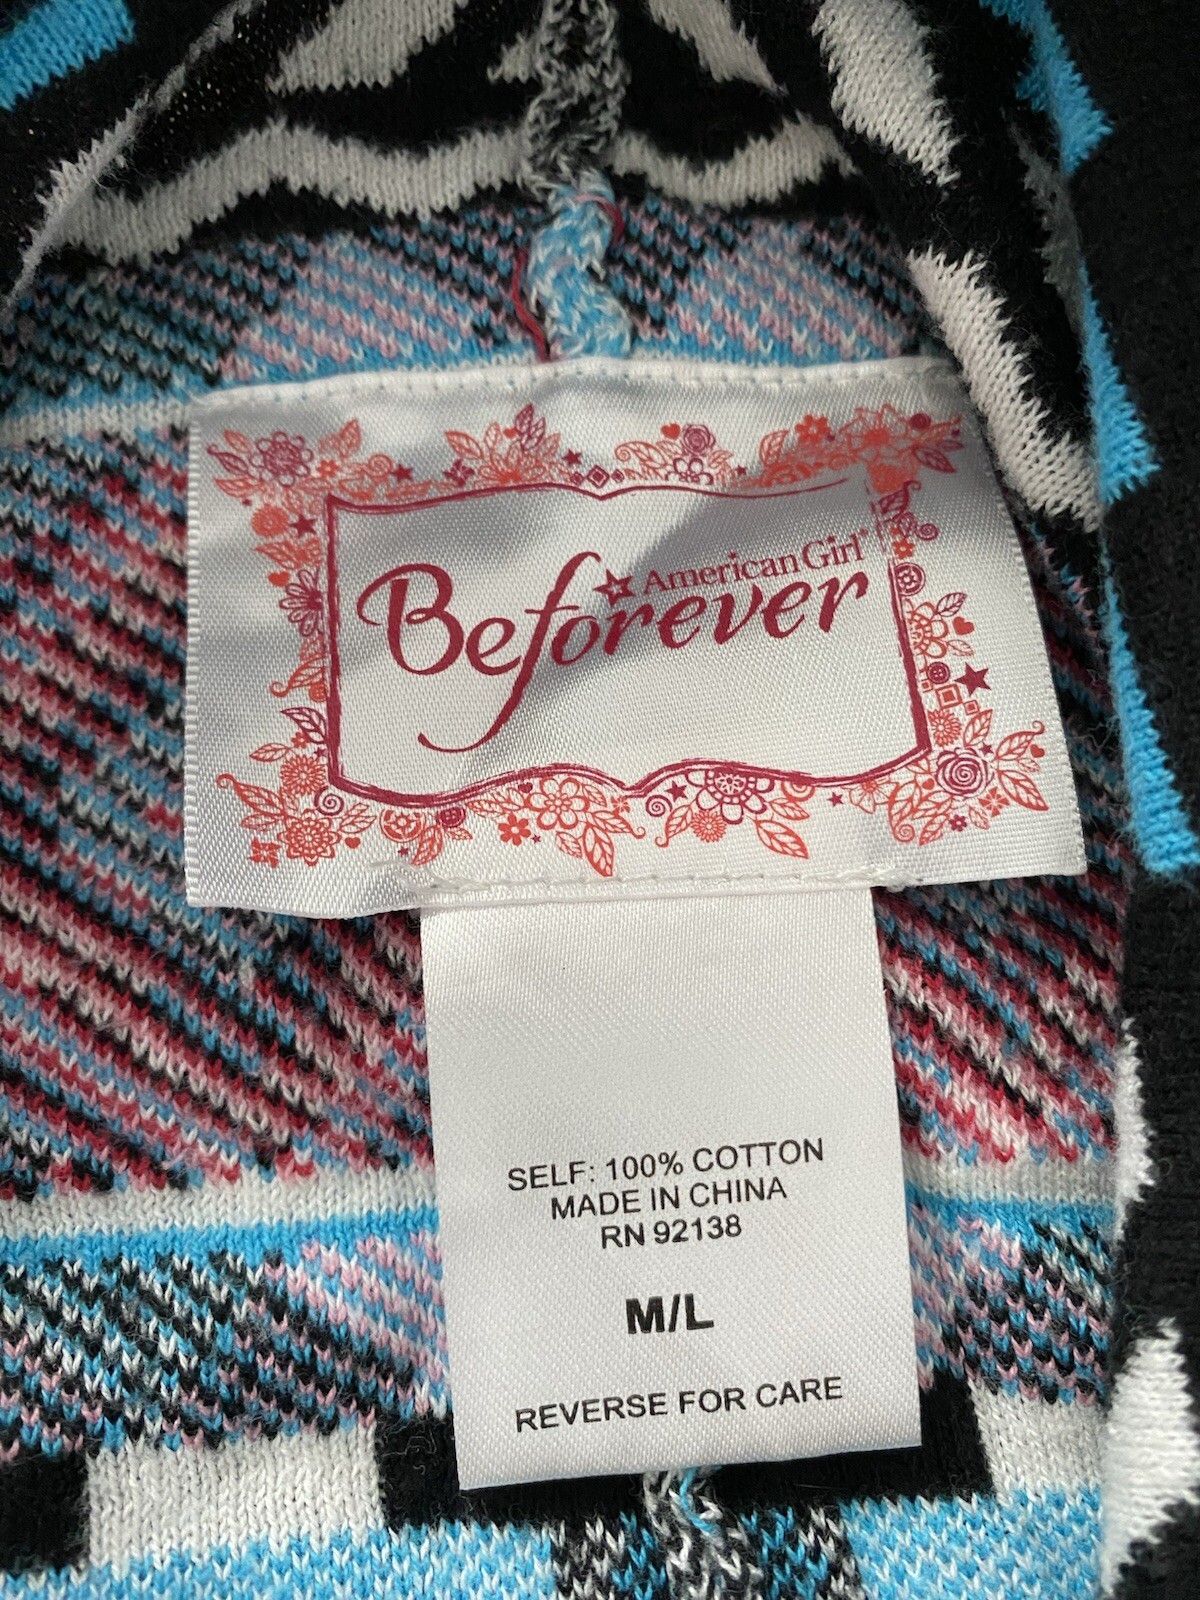 American Girl®
Beforever
SELF: 100% COTTON
MADE IN CHINA
RN 92138
M/L
REVERSE FOR CARE